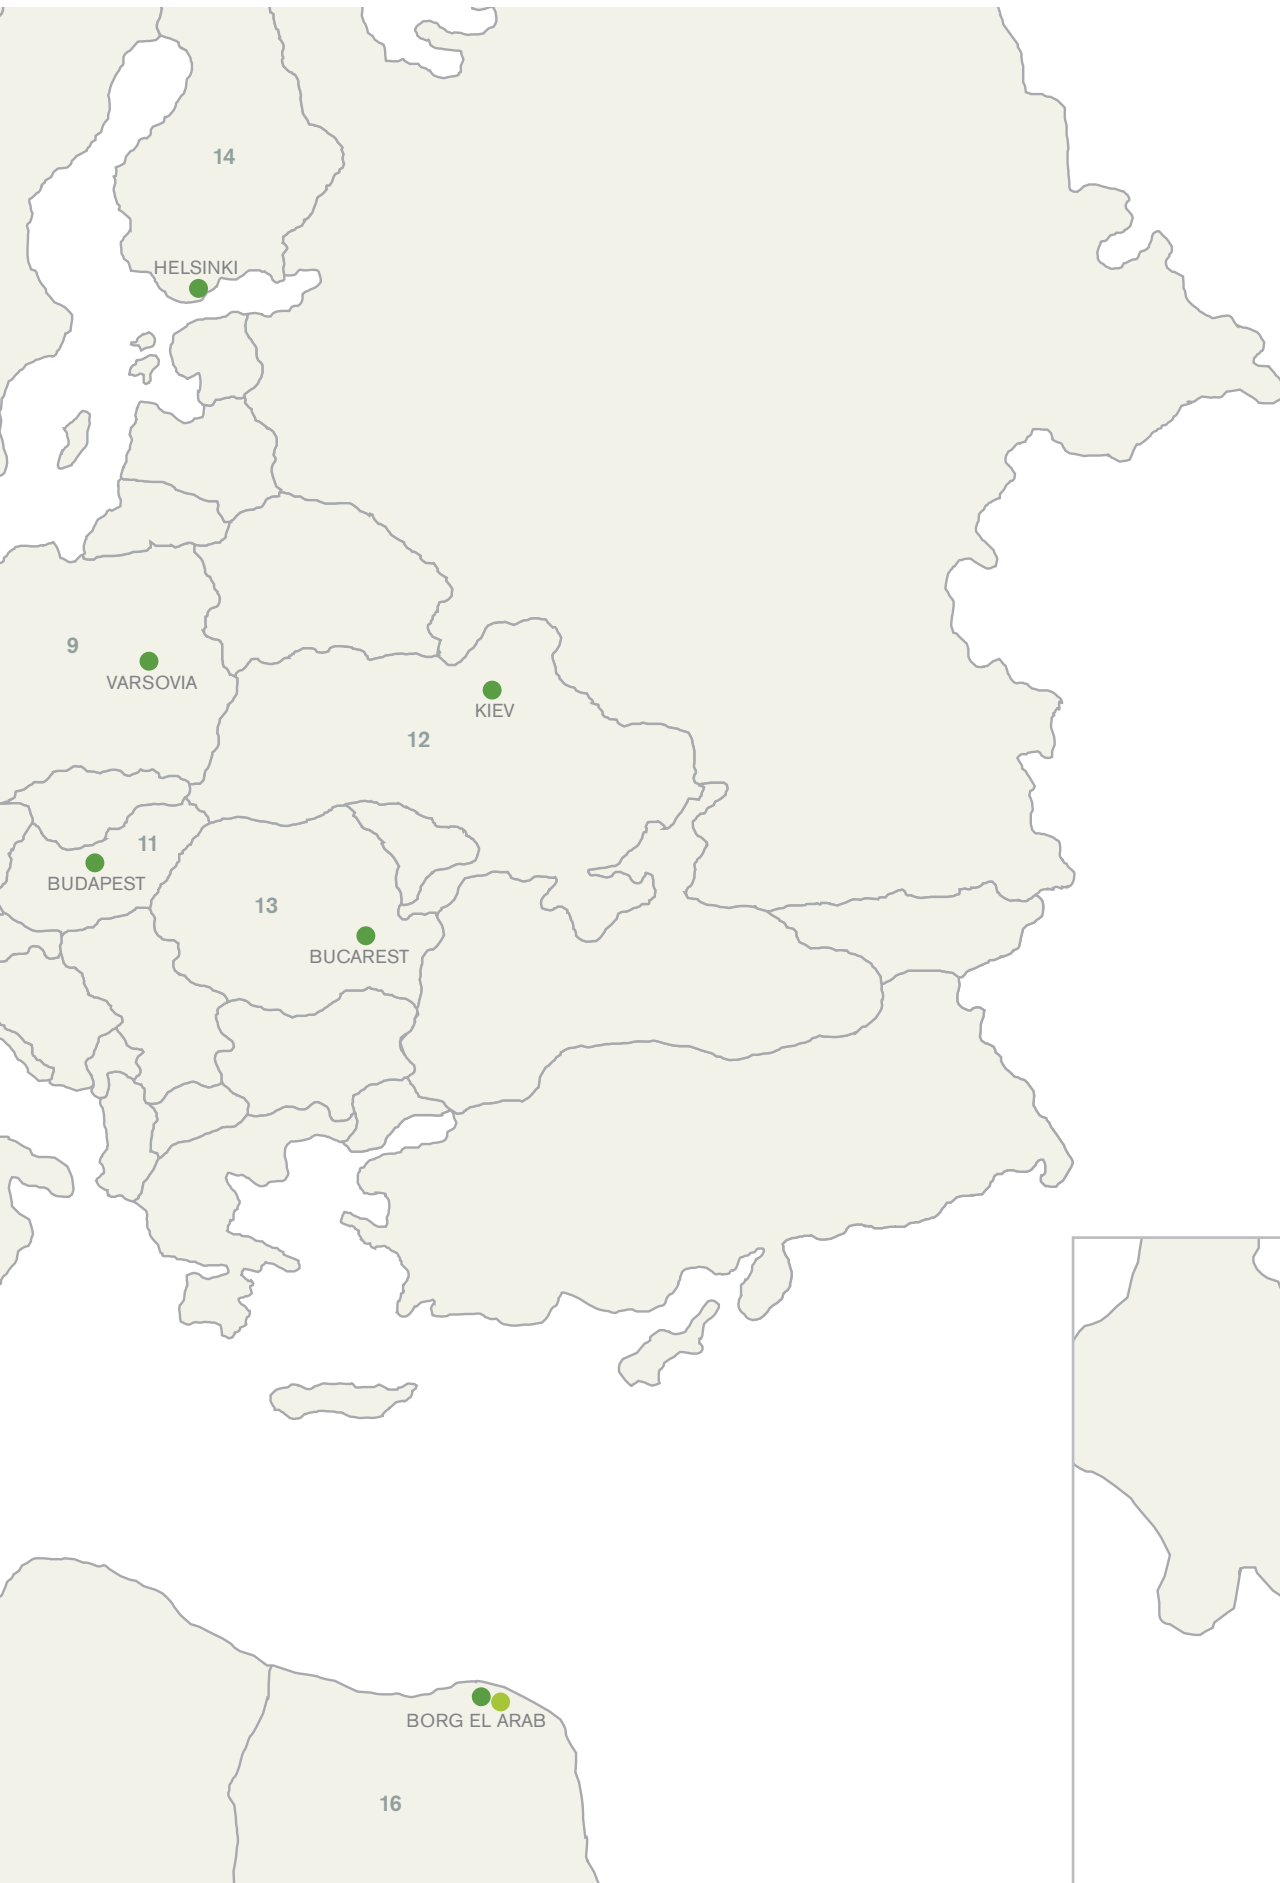 14
HELSINKI
9
VARSOVIA
KIEV
12
11
BUDAPEST
13
BUCAREST
BORG EL ARAB
16